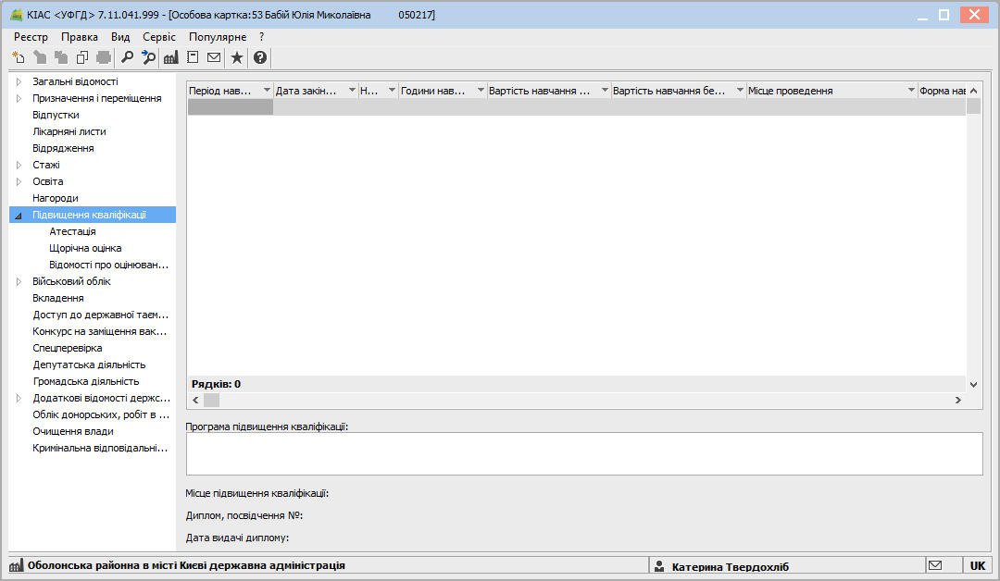 КІАС <УФГД> 7.11.041.999 - [Особова картка:53 Бабій Юлія Миколаївна 050217]
Реєстр Правка Вид Сервіс Популярне ?
Загальні відомості
Призначення і переміщення
Відпустки
Лікарняні листи
Відрядження
Стажі
Освіта
Нагороди
Підвищення кваліфікації
Атестація
Щорічна оцінка
Відомості про оцінюван...
Військовий облік
Вкладення
Доступ до державної таєм...
Конкурс на заміщення вак...
Спецперевірка
Депутатська діяльність
Громадська діяльність
Додаткові відомості держс...
Облік донорських, робіт в ...
Очищення влади
Кримінальна відповідальні...
Період нав... Дата закін... Н... Години нав... Вартість навчання ... Вартість навчання бе... Місце проведення Форма нав
Рядків: 0
Програма підвищення кваліфікації:
Місце підвищення кваліфікації:
Диплом, посвідчення №:
Дата видачі диплому:
Оболонська районна в місті Києві державна адміністрація Катерина Твердохліб UK